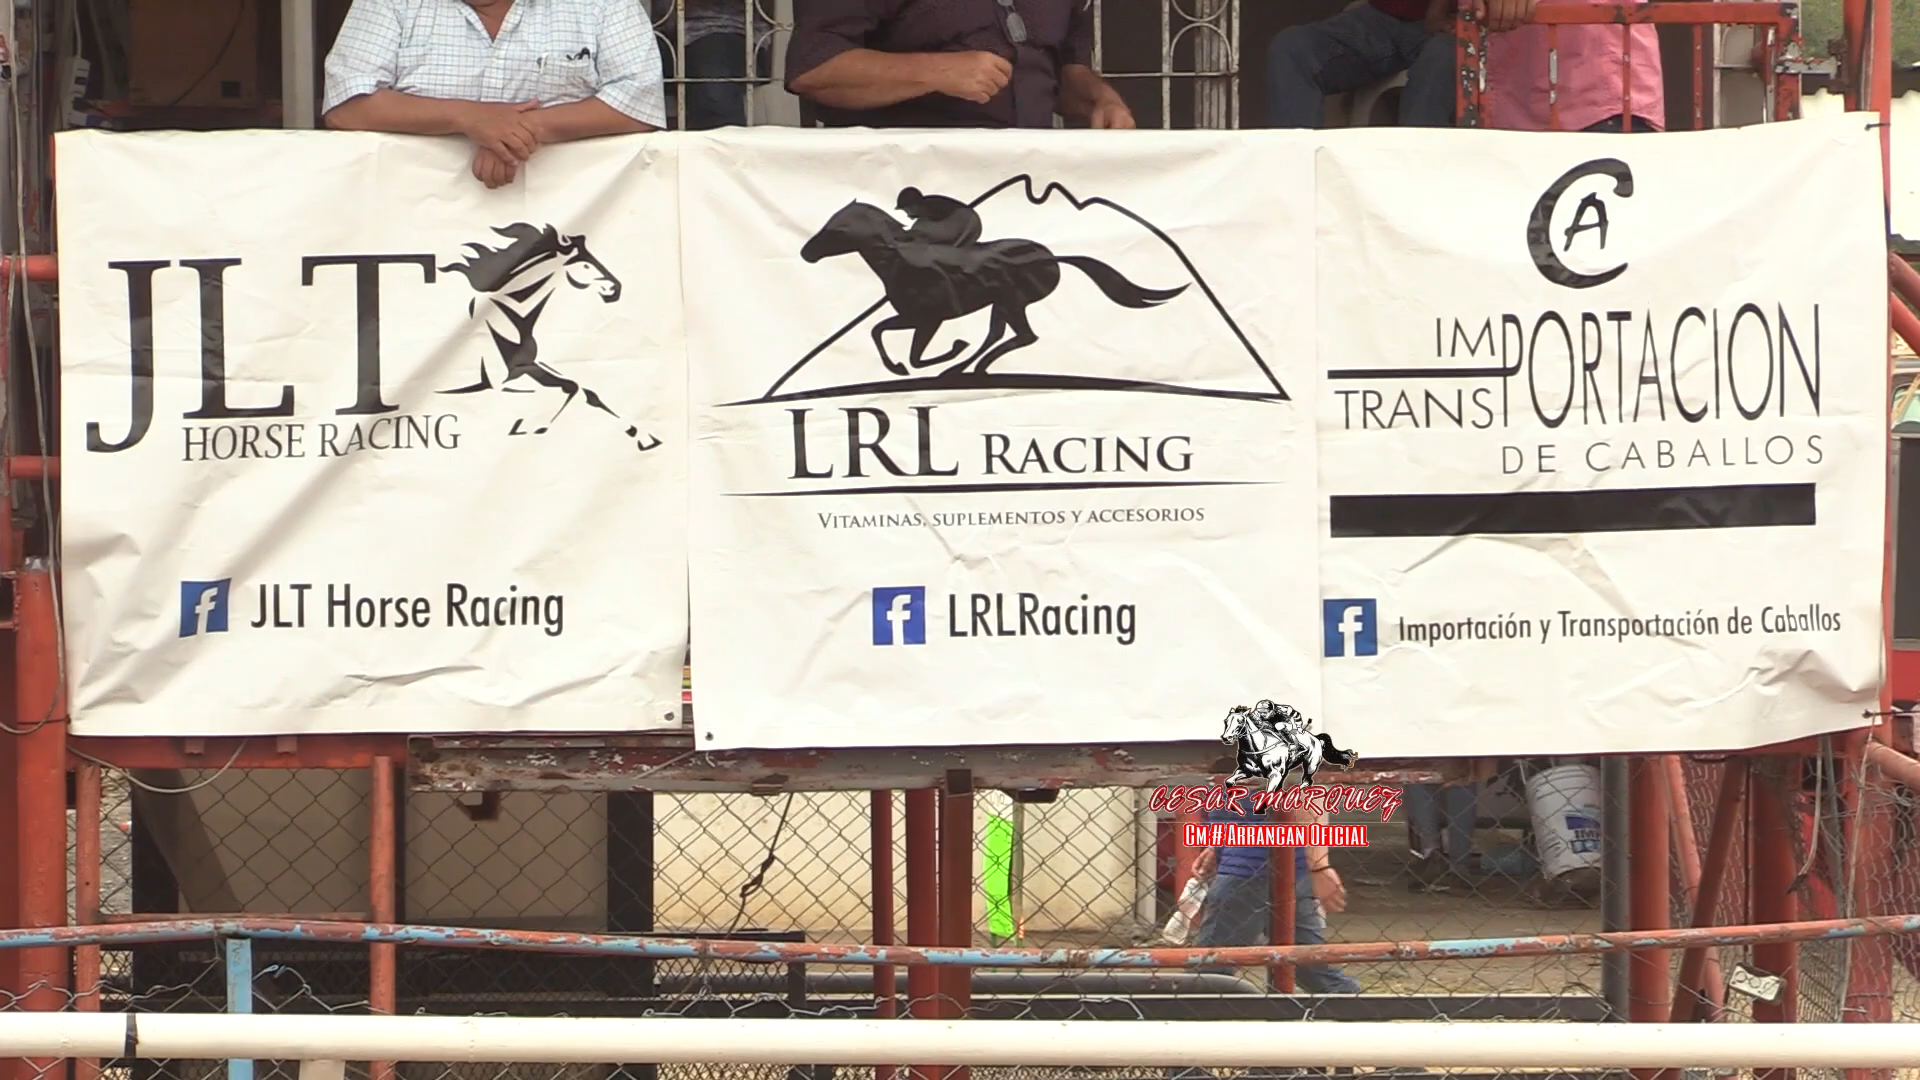 JLT
HORSE RACING
JLT Horse Racing
LRL RACING
VITAMINAS, SUPLEMENTOS Y ACCESORIOS
LRLRacing
CA
IMPORTACION
TRANSPORTACION
DE CABALLOS
Importación y Transportación de Caballos
CESAR MARQUEZ
CM# ARRANCAN OFICIAL